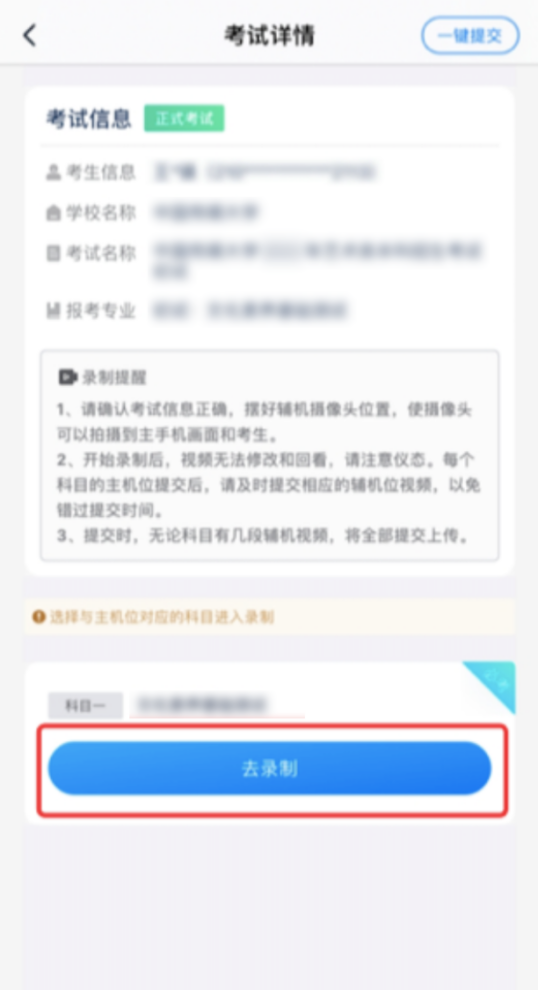 考试详情
一键提交
考试信息 正式考试
考生信息
学校名称
考试名称
报考专业
录制提醒
1、请确认考试信息正确，摆好辅机摄像头位置，使摄像头
可以拍摄到主手机画面和考生。
2、开始录制后，视频无法修改和回看，请注意仪态。每个
科目的主机位提交后，请及时提交相应的辅机位视频，以免
错过提交时间。
3、提交时，无论科目有几段辅机视频，将全部提交上传。
选择与主机位对应的科目进入录制
科目一
去录制